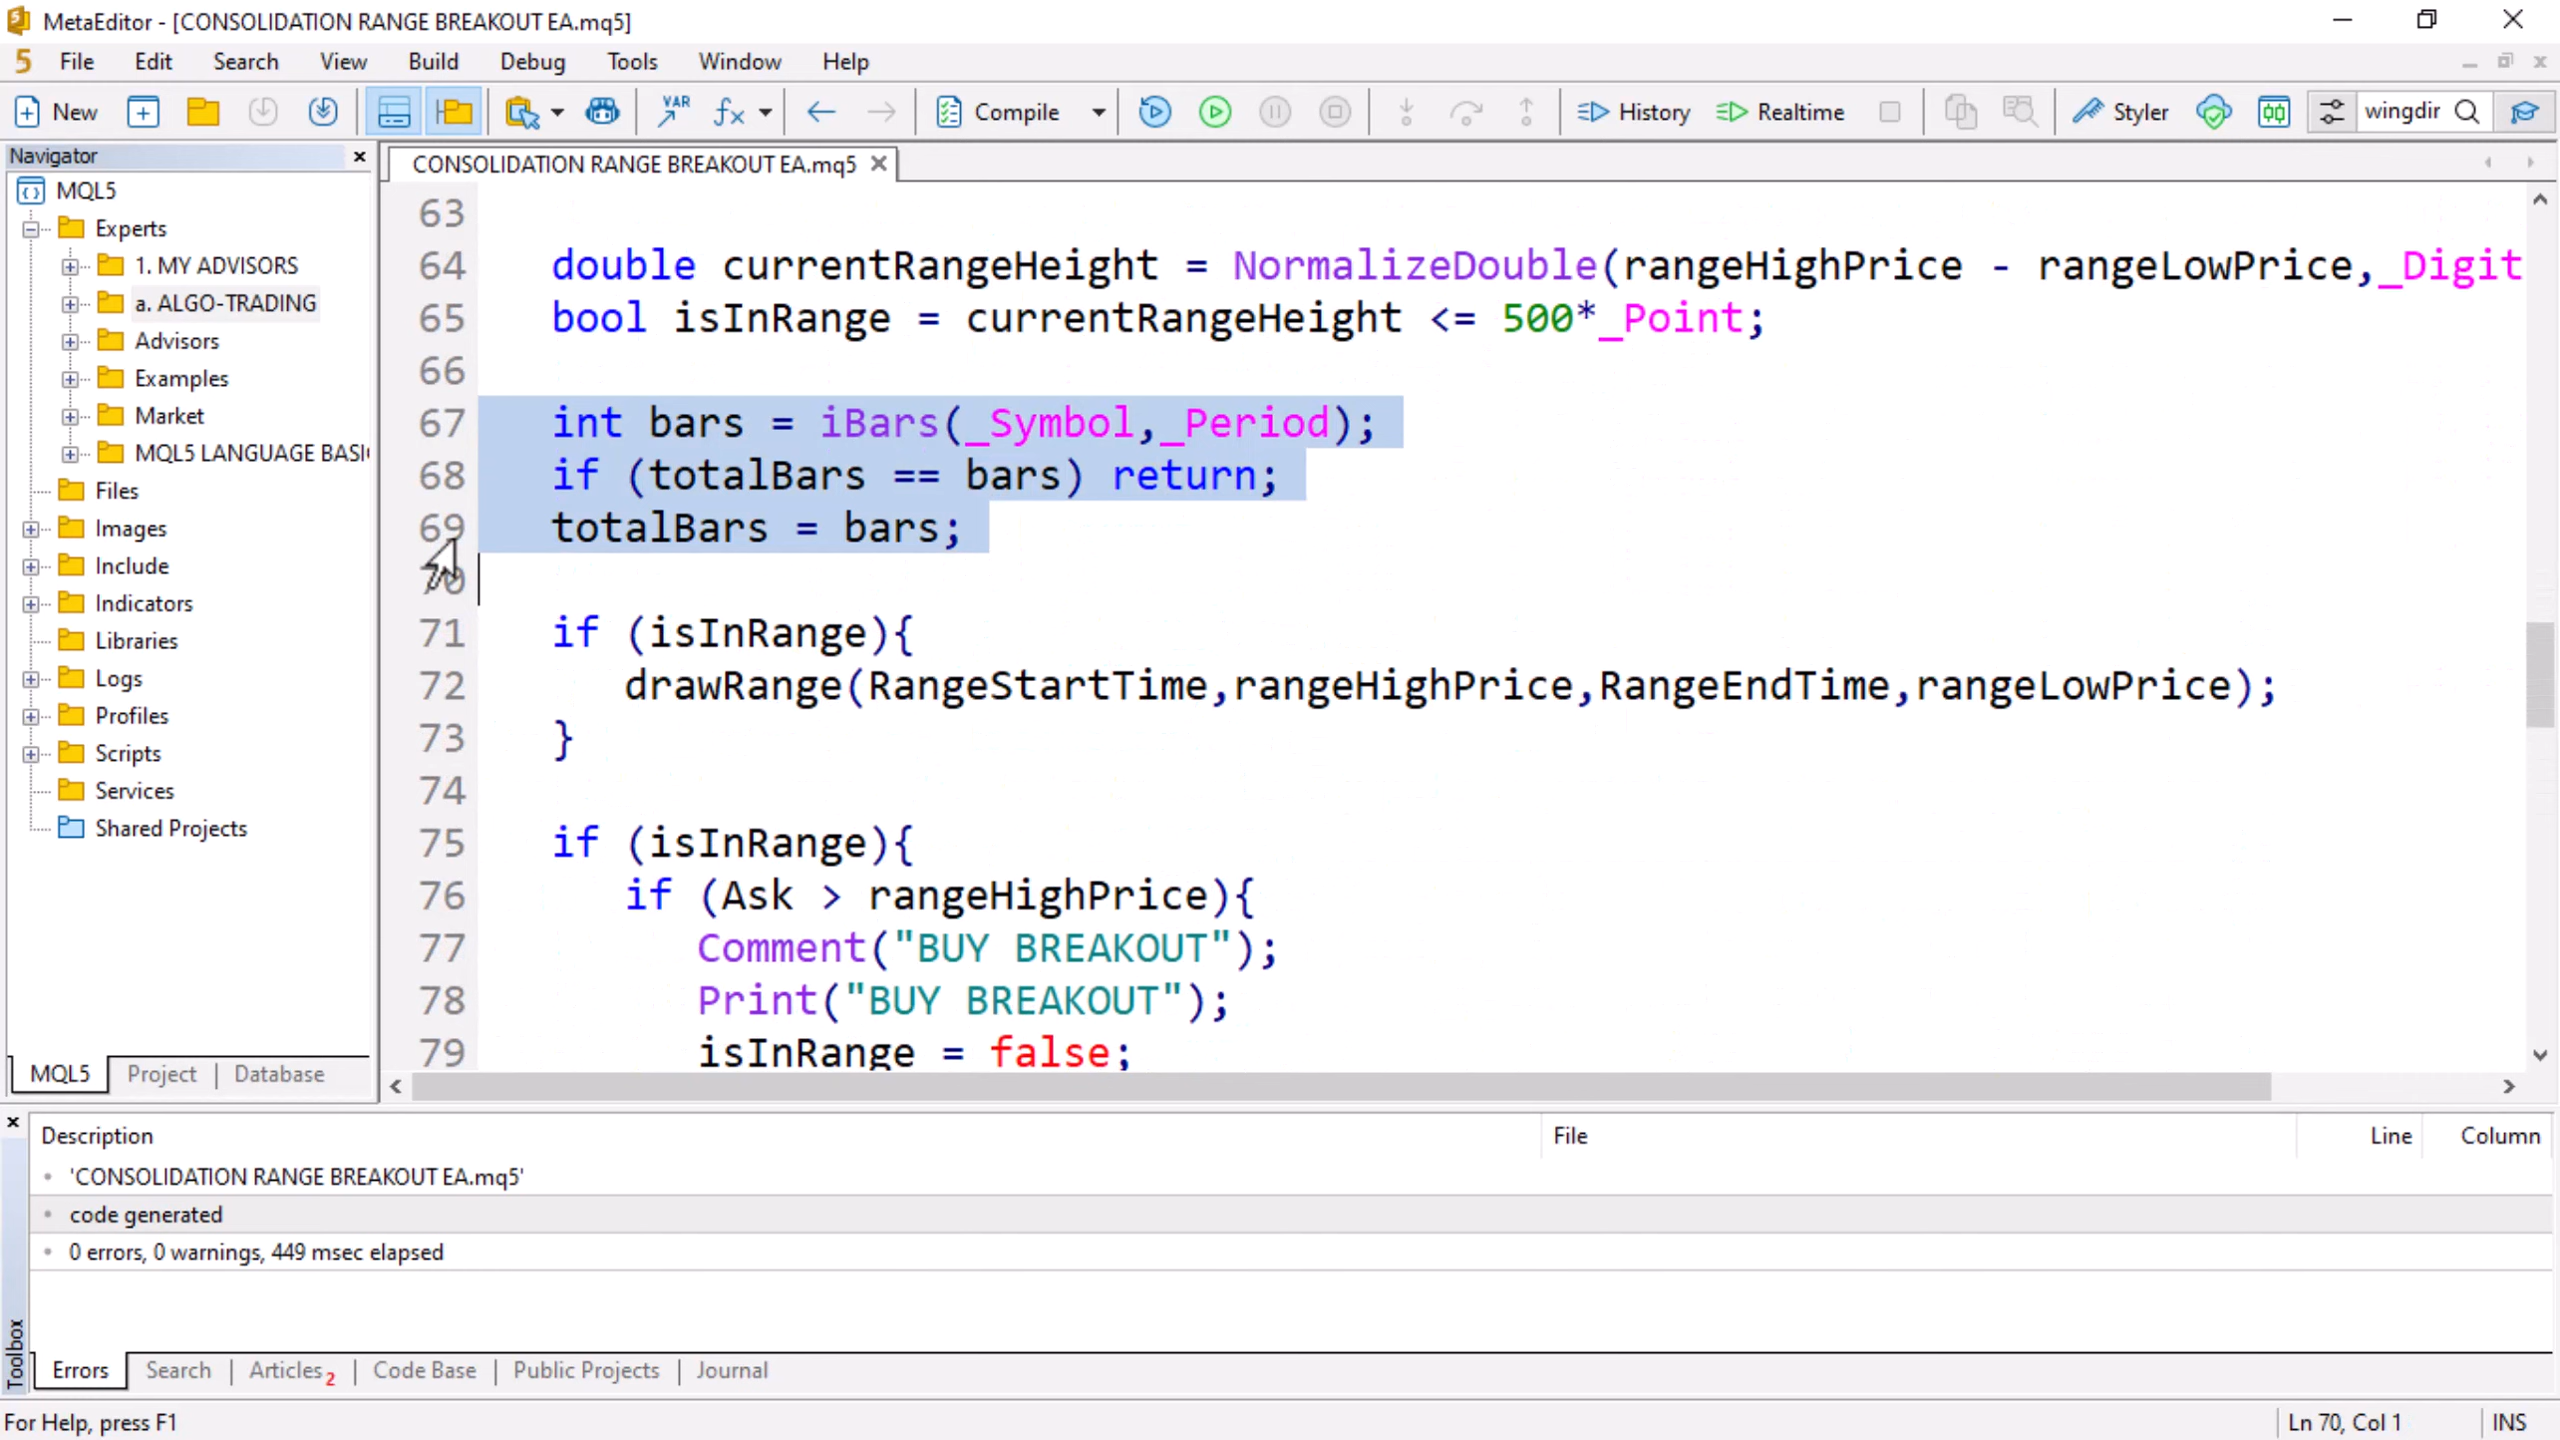 MetaEditor - [CONSOLIDATION RANGE BREAKOUT EA.mq5]
5 File Edit Search View Build Debug Tools Window Help
New VAR fx Compile History Realtime Styler wingdir
Navigator
MQL5
Experts
1. MY ADVISORS
a. ALGO-TRADING
Advisors
Examples
Market
MQL5 LANGUAGE BASI
Files
Images
Include
Indicators
Libraries
Logs
Profiles
Scripts
Services
Shared Projects
MQL5 | Project | Database
CONSOLIDATION RANGE BREAKOUT EA.mq5
63
64 double currentRangeHeight = NormalizeDouble(rangeHighPrice - rangeLowPrice,_Digit
65 bool isInRange = currentRangeHeight <= 500*_Point;
66
67 int bars = iBars(_Symbol,_Period);
68 if (totalBars == bars) return;
69 totalBars = bars;
70
71 if (isInRange){
72 drawRange(RangeStartTime,rangeHighPrice,RangeEndTime,rangeLowPrice);
73 }
74
75 if (isInRange){
76 if (Ask > rangeHighPrice){
77 Comment("BUY BREAKOUT");
78 Print("BUY BREAKOUT");
79 isInRange = false;
Description File Line Column
'CONSOLIDATION RANGE BREAKOUT EA.mq5'
code generated
0 errors, 0 warnings, 449 msec elapsed
Toolbox
Errors | Search | Articles 2 | Code Base | Public Projects | Journal
For Help, press F1 Ln 70, Col 1 INS